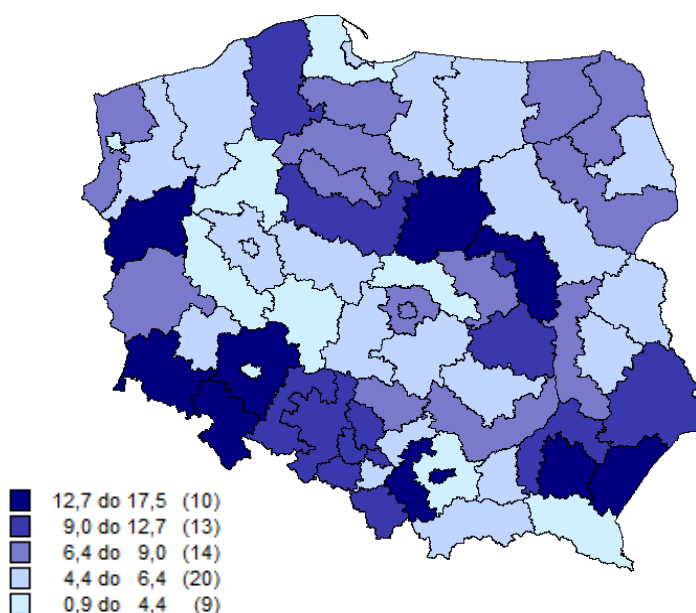 12,7 do 17,5 (10)
9,0 do 12,7 (13)
6,4 do 9,0 (14)
4,4 do 6,4 (20)
0,9 do 4,4 (9)